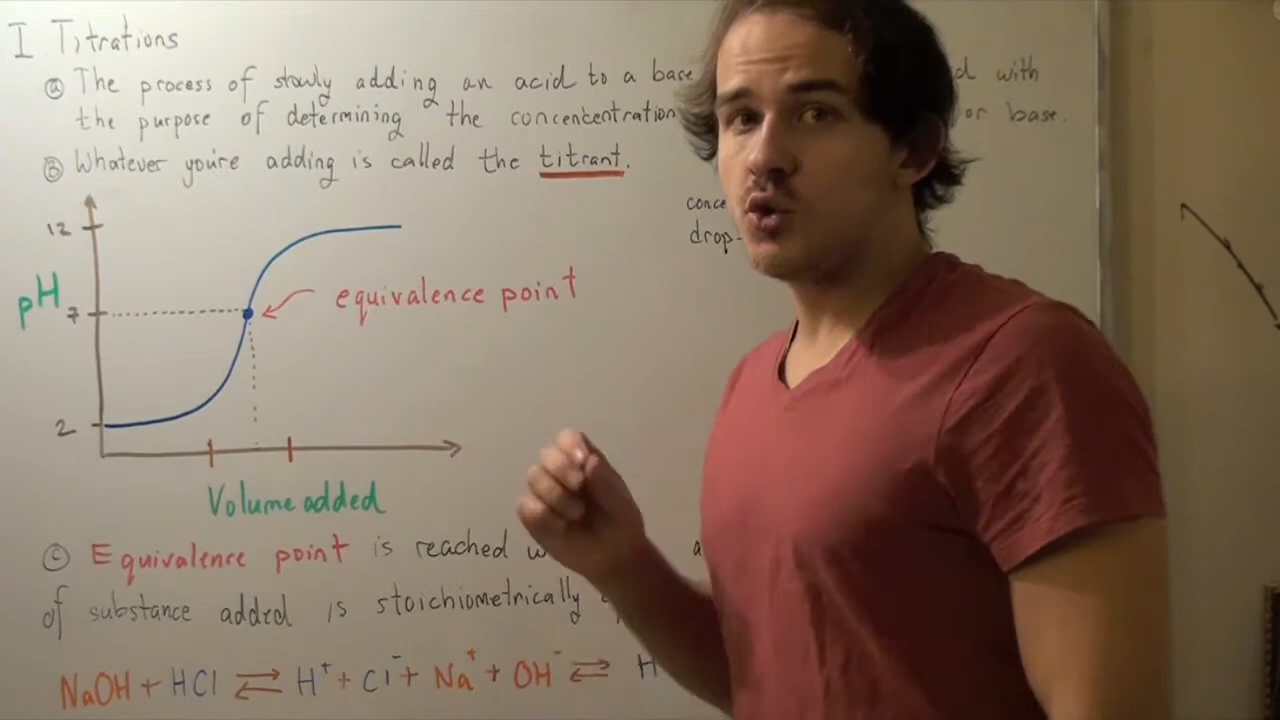 I Titrations
Ⓐ The process of slowly adding an acid to a base d with
the purpose of determining the concencentration or base.
Ⓑ Whatever you're adding is called the titrant.
conce
drop-
12
pH
7
equivalence point
2
Volume added
Ⓒ Equivalence point is reached w a
of substance added is stoichiometrically
NaOH + HCl ⇌ H⁺ + Cl⁻ + Na⁺ + OH⁻ ⇌ H